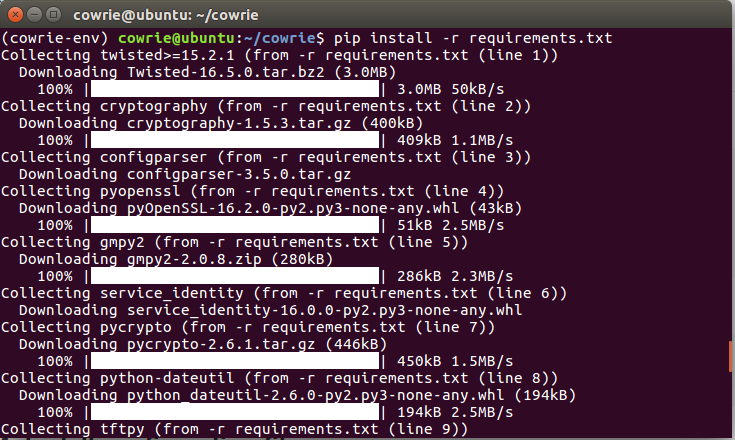 cowrie@ubuntu: ~/cowrie
(cowrie-env) cowrie@ubuntu:~/cowrie$ pip install -r requirements.txt
Collecting twisted>=15.2.1 (from -r requirements.txt (line 1))
  Downloading Twisted-16.5.0.tar.bz2 (3.0MB)
    100% |████████████████████████████████| 3.0MB 50kB/s
Collecting cryptography (from -r requirements.txt (line 2))
  Downloading cryptography-1.5.3.tar.gz (400kB)
    100% |████████████████████████████████| 409kB 1.1MB/s
Collecting configparser (from -r requirements.txt (line 3))
  Downloading configparser-3.5.0.tar.gz
Collecting pyopenssl (from -r requirements.txt (line 4))
  Downloading pyOpenSSL-16.2.0-py2.py3-none-any.whl (43kB)
    100% |████████████████████████████████| 51kB 2.5MB/s
Collecting gmpy2 (from -r requirements.txt (line 5))
  Downloading gmpy2-2.0.8.zip (280kB)
    100% |████████████████████████████████| 286kB 2.3MB/s
Collecting service_identity (from -r requirements.txt (line 6))
  Downloading service_identity-16.0.0-py2.py3-none-any.whl
Collecting pycrypto (from -r requirements.txt (line 7))
  Downloading pycrypto-2.6.1.tar.gz (446kB)
    100% |████████████████████████████████| 450kB 1.5MB/s
Collecting python-dateutil (from -r requirements.txt (line 8))
  Downloading python_dateutil-2.6.0-py2.py3-none-any.whl (194kB)
    100% |████████████████████████████████| 194kB 2.5MB/s
Collecting tftpy (from -r requirements.txt (line 9))